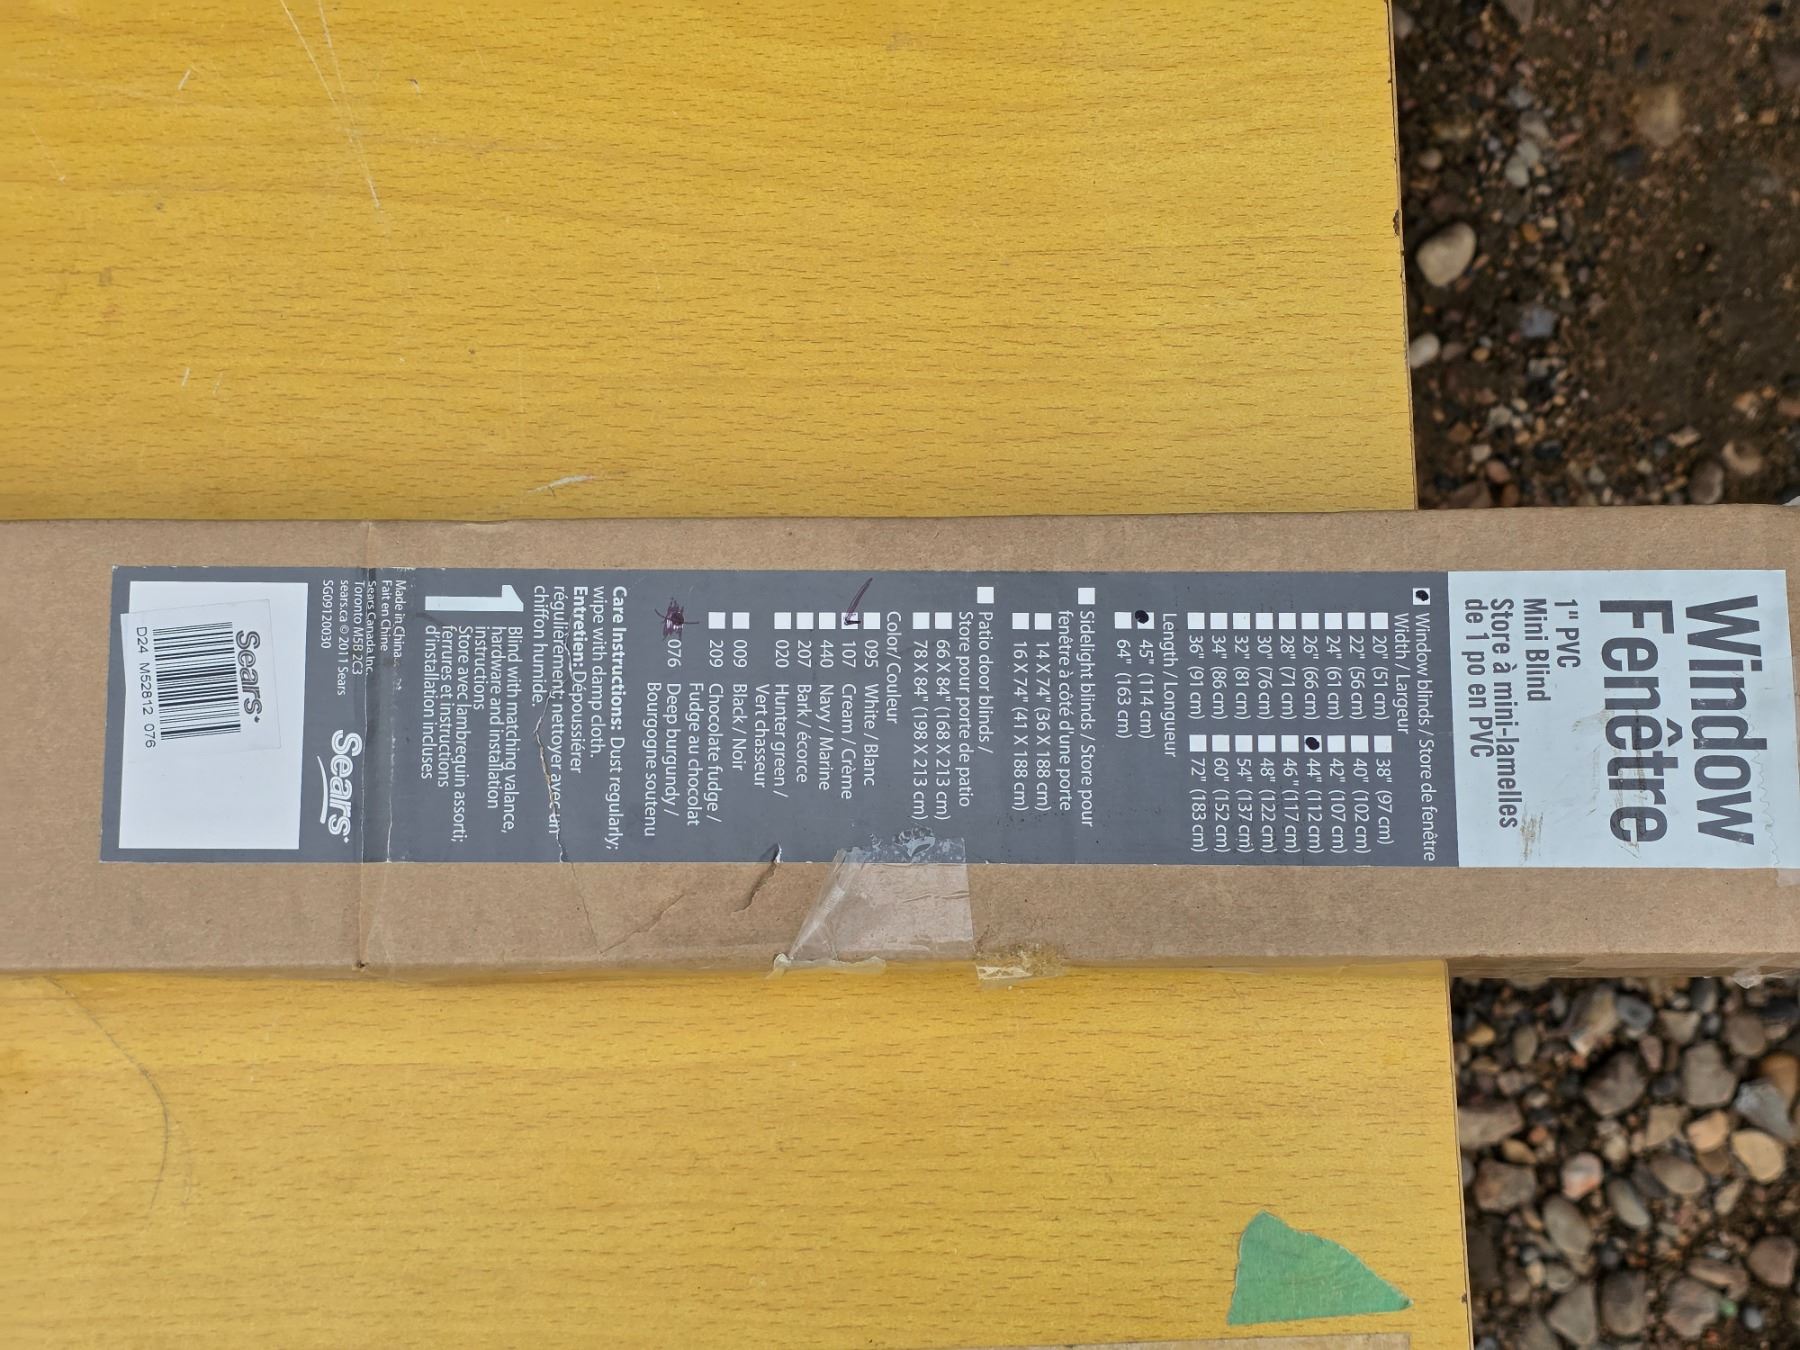 Window
Fenêtre
1" PVC
Mini Blind
Store à mini-lamelles
de 1 po en PVC
Window blinds / Store de fenêtre
Width / Largeur
20" (51 cm)
22" (56 cm)
24" (61 cm)
26" (66 cm)
28" (71 cm)
30" (76 cm)
32" (81 cm)
34" (86 cm)
36" (91 cm)
38" (97 cm)
40" (102 cm)
42" (107 cm)
44" (112 cm)
46" (117 cm)
48" (122 cm)
54" (137 cm)
60" (152 cm)
72" (183 cm)
Length / Longueur
45" (114 cm)
64" (163 cm)
Sidelight blinds / Store pour
fenêtre à côté d'une porte
14 X 74" (36 X 188 cm)
16 X 74" (41 X 188 cm)
Patio door blinds /
Store pour porte de patio
66 X 84" (168 X 213 cm)
78 X 84" (198 X 213 cm)
Color / Couleur
095 White / Blanc
107 Cream / Crème
440 Navy / Marine
207 Bark / écorce
020 Hunter green /
Vert chasseur
009 Black / Noir
209 Chocolate fudge /
Fudge au chocolat
076 Deep burgundy /
Bourgogne soutenu
Care Instructions: Dust regularly;
wipe with damp cloth.
Entretien: Dépoussiérer
régulièrement; nettoyer avec un
chiffon humide.
1
Blind with matching valance,
hardware and installation
instructions
Store avec lambrequin assorti;
ferrures et instructions
d'installation incluses
Made in China.
Fait en Chine
Sears Canada Inc.
Toronto M5B 2C3
sears.ca © 2011 Sears
SG09120030
Sears
Sears
D24 M52812 076